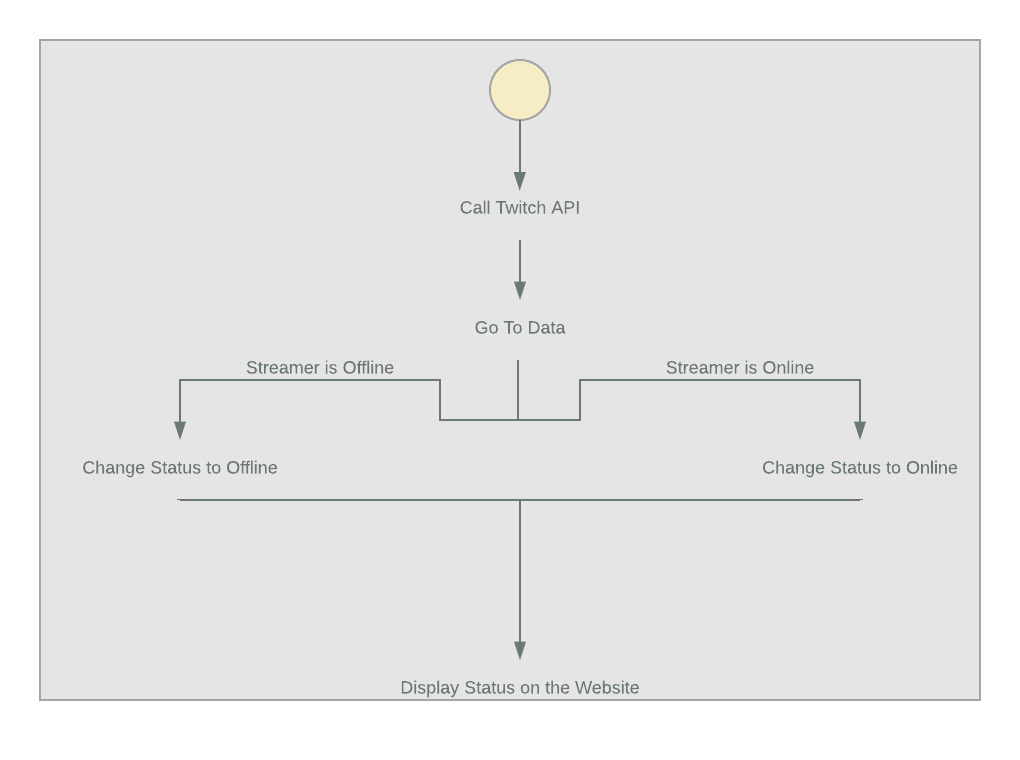 Call Twitch API
Go To Data
Streamer is Offline
Streamer is Online
Change Status to Offline
Change Status to Online
Display Status on the Website